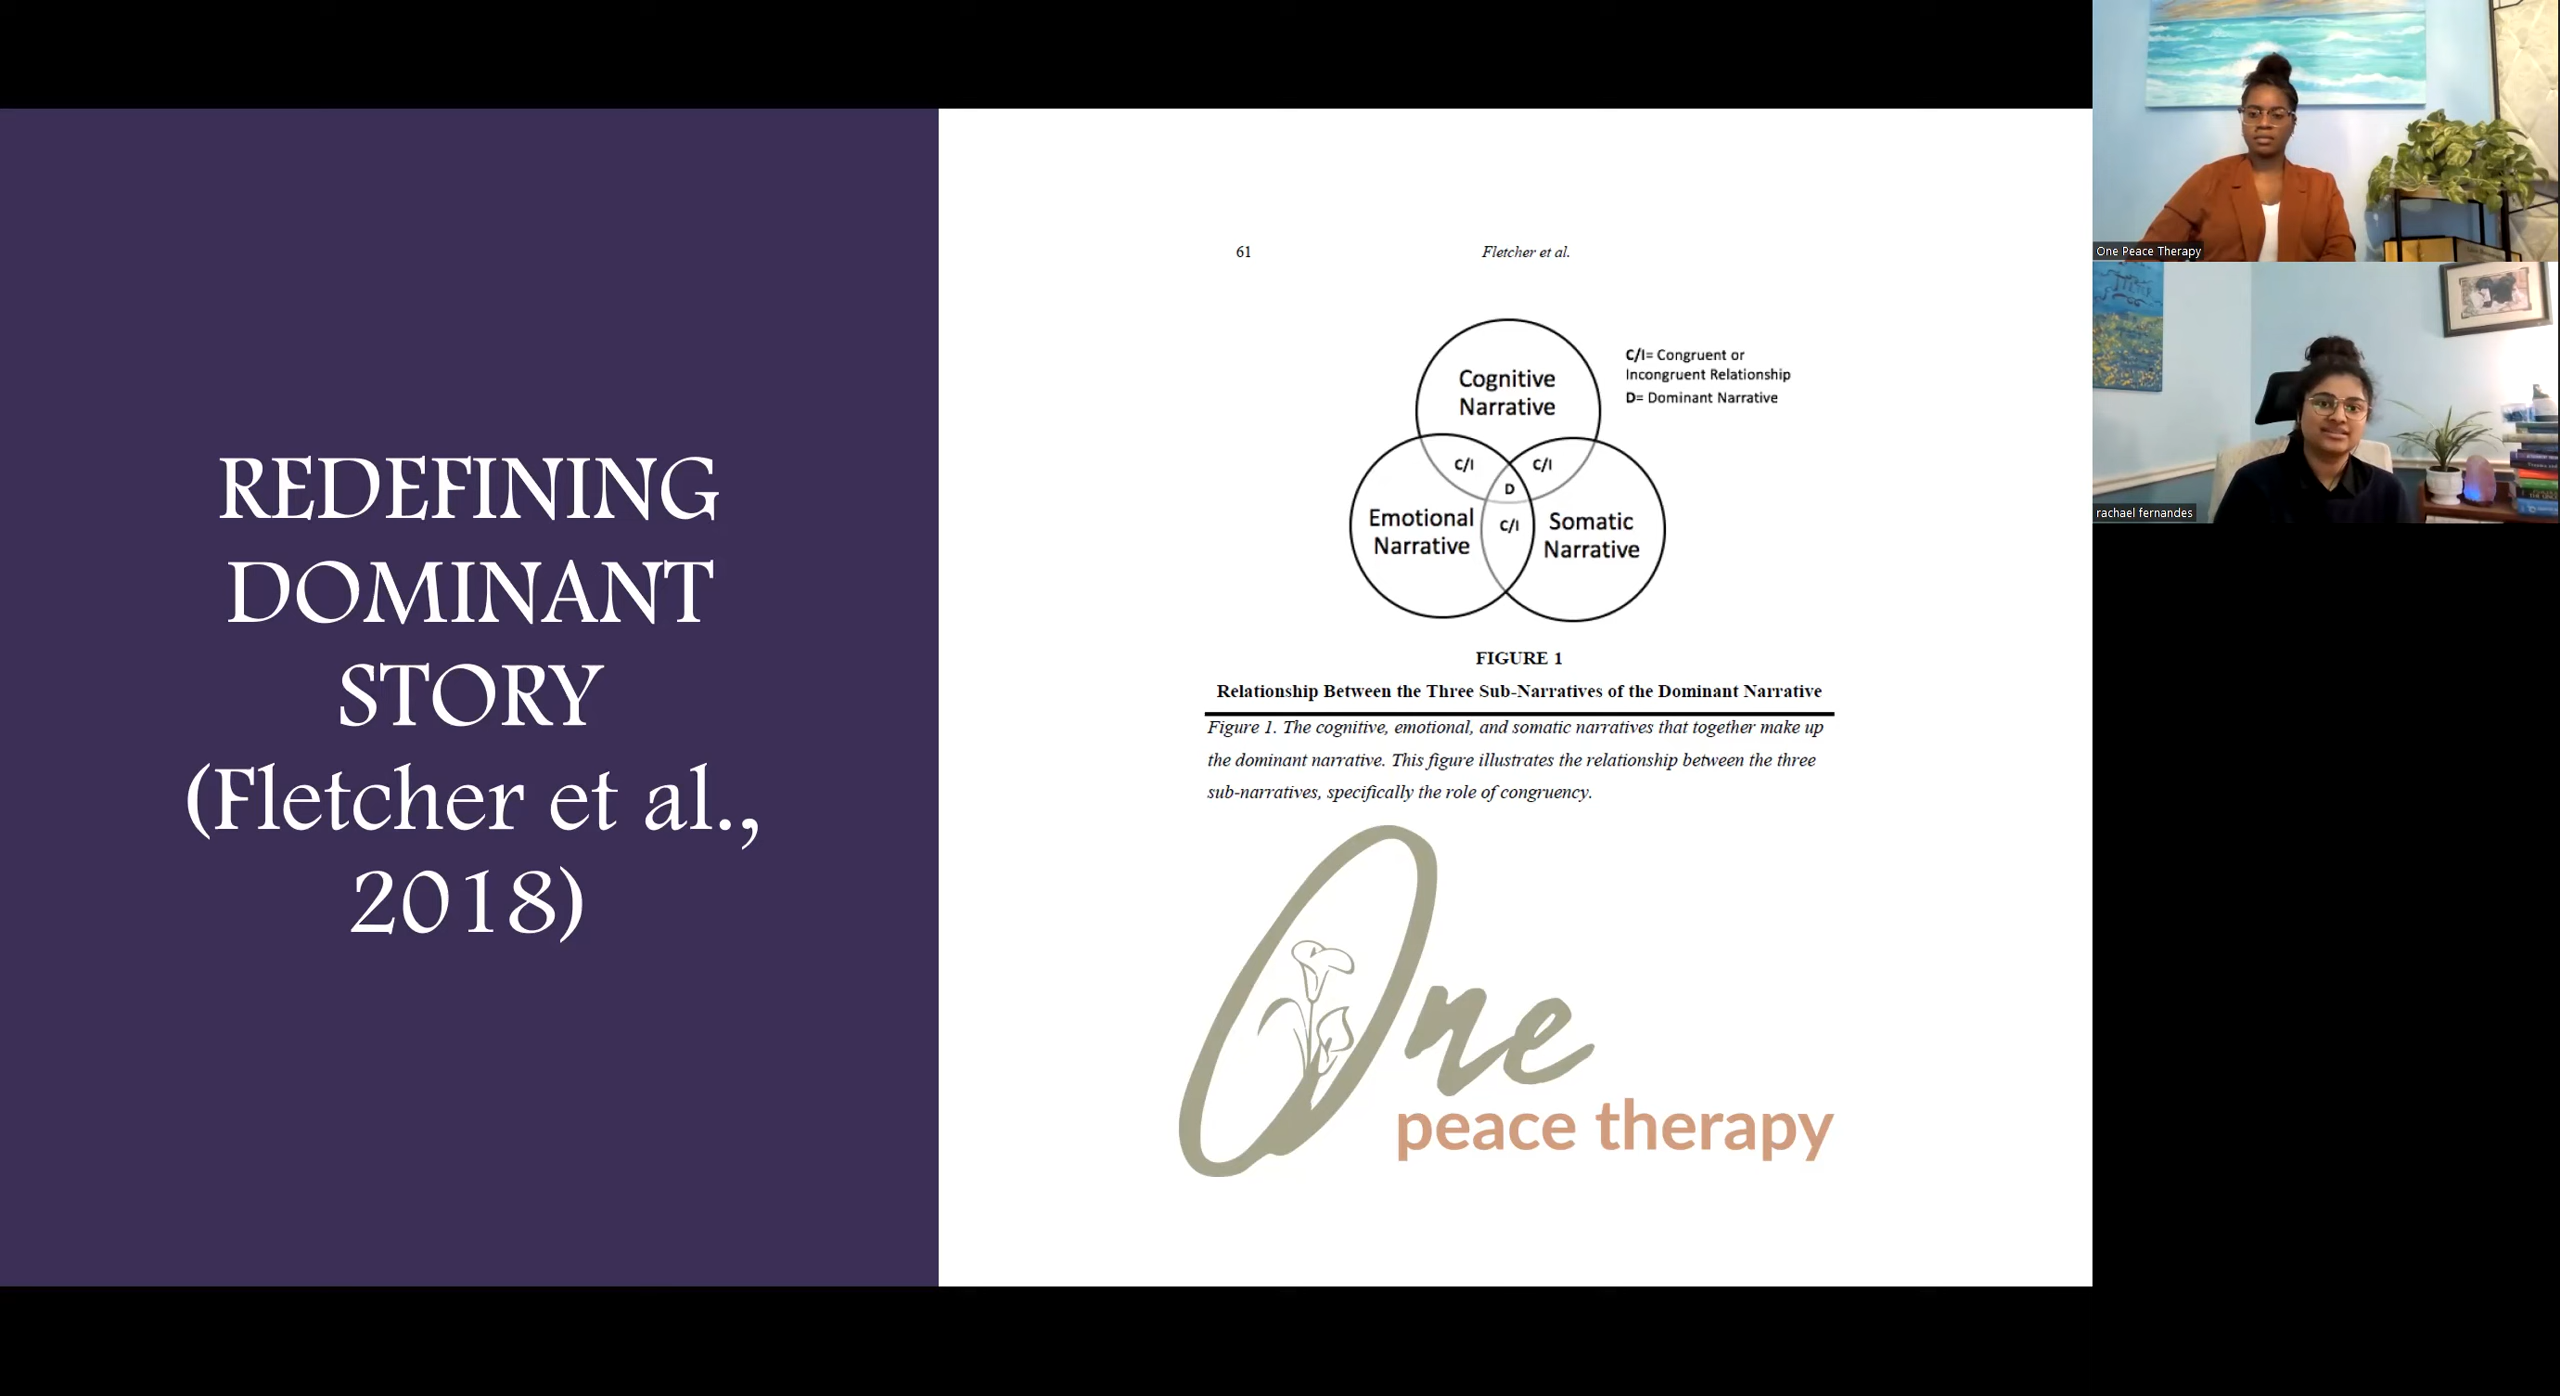 REDEFINING
DOMINANT
STORY
(Fletcher et al.,
2018)
61
Fletcher et al.
Cognitive
Narrative
C/I= Congruent or
Incongruent Relationship
D= Dominant Narrative
C/I
C/I
D
Emotional
Narrative
C/I
Somatic
Narrative
FIGURE 1
Relationship Between the Three Sub-Narratives of the Dominant Narrative
Figure 1. The cognitive, emotional, and somatic narratives that together make up
the dominant narrative. This figure illustrates the relationship between the three
sub-narratives, specifically the role of congruency.
One
peace therapy
One Peace Therapy
rachael fernandes